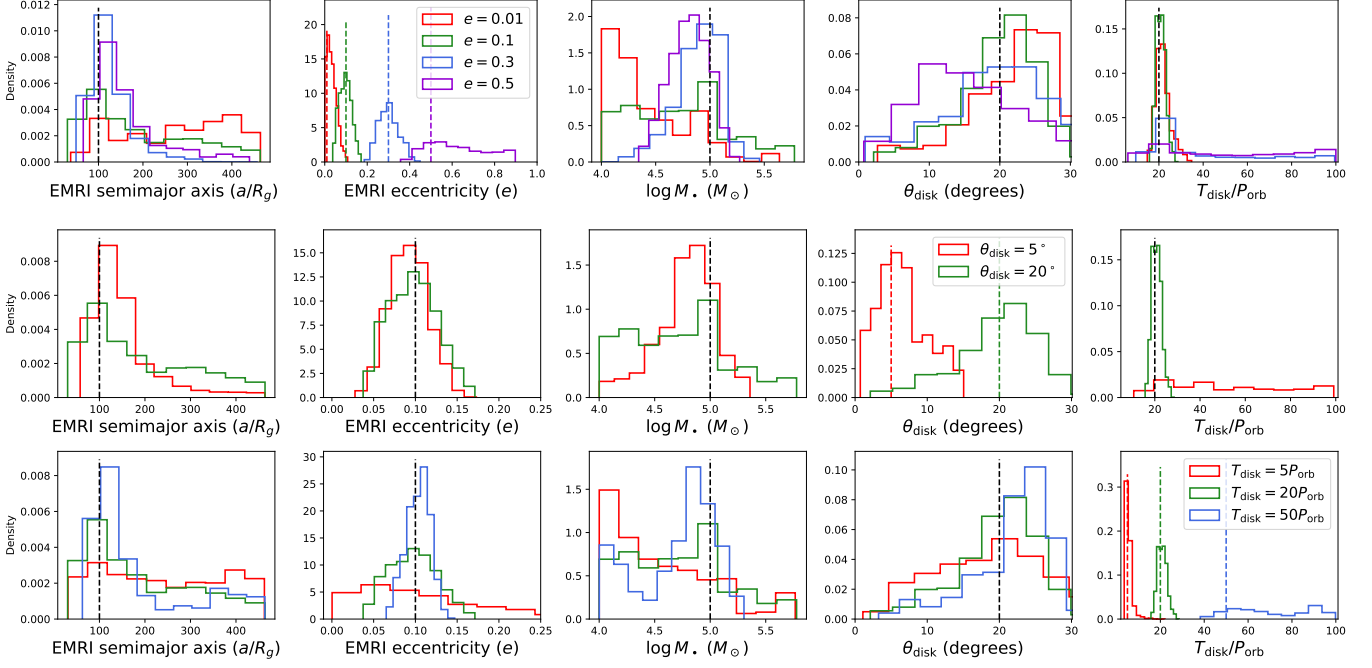 0.012
0.010
0.008
0.006
0.004
0.002
0.000
Density
100 200 300 400
EMRI semimajor axis (a/R_g)
20
15
10
5
0
0.0 0.2 0.4 0.6 0.8 1.0
EMRI eccentricity (e)
e = 0.01
e = 0.1
e = 0.3
e = 0.5
2.0
1.5
1.0
0.5
0.0
4.0 4.5 5.0 5.5
log M_• (M_⊙)
0.08
0.06
0.04
0.02
0.00
0 10 20 30
θ_disk (degrees)
0.15
0.10
0.05
0.00
20 40 60 80 100
T_disk/P_orb
0.008
0.006
0.004
0.002
0.000
Density
100 200 300 400
EMRI semimajor axis (a/R_g)
15.0
12.5
10.0
7.5
5.0
2.5
0.0
0.00 0.05 0.10 0.15 0.20 0.25
EMRI eccentricity (e)
1.5
1.0
0.5
0.0
4.0 4.5 5.0 5.5
log M_• (M_⊙)
0.125
0.100
0.075
0.050
0.025
0.000
0 10 20 30
θ_disk (degrees)
θ_disk = 5°
θ_disk = 20°
0.15
0.10
0.05
0.00
20 40 60 80 100
T_disk/P_orb
0.008
0.006
0.004
0.002
0.000
Density
100 200 300 400
EMRI semimajor axis (a/R_g)
30
25
20
15
10
5
0
0.00 0.05 0.10 0.15 0.20 0.25
EMRI eccentricity (e)
1.5
1.0
0.5
0.0
4.0 4.5 5.0 5.5
log M_• (M_⊙)
0.10
0.08
0.06
0.04
0.02
0.00
0 10 20 30
θ_disk (degrees)
0.3
0.2
0.1
0.0
20 40 60 80 100
T_disk/P_orb
T_disk = 5P_orb
T_disk = 20P_orb
T_disk = 50P_orb